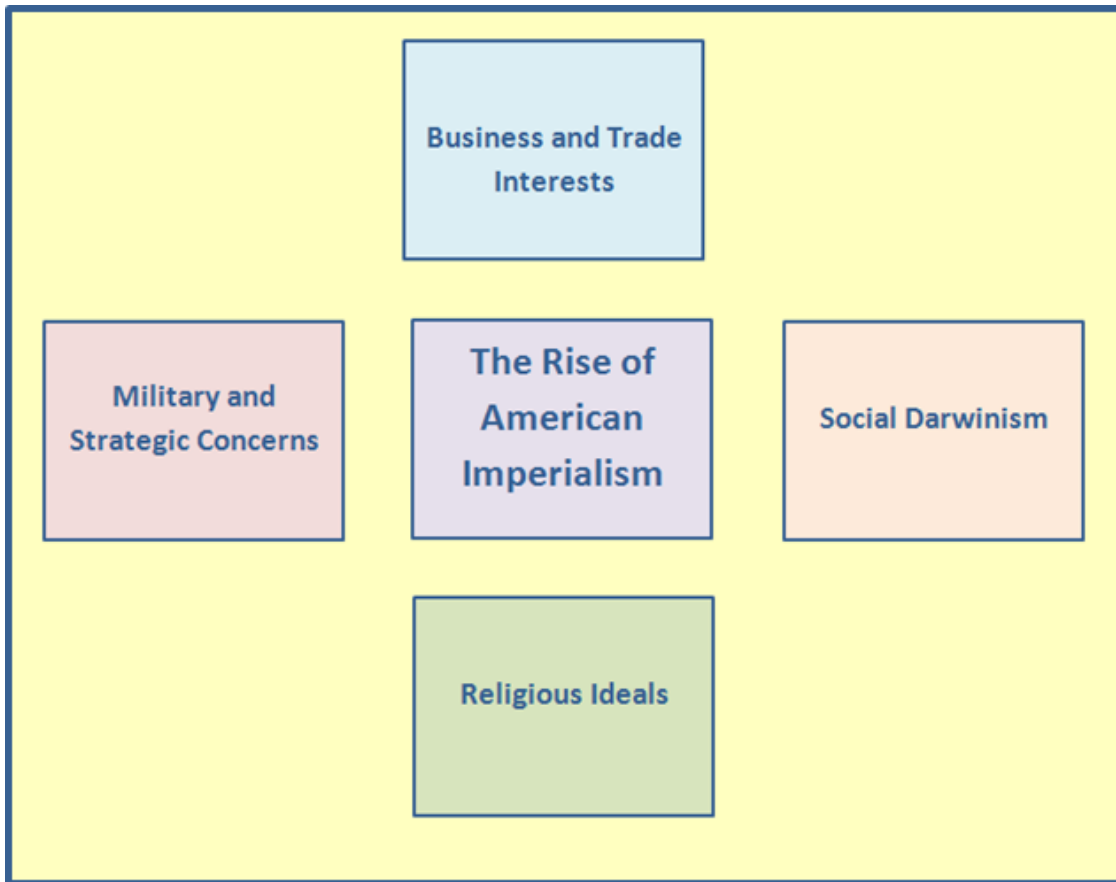 Business and Trade
Interests
Military and
Strategic Concerns
The Rise of
American
Imperialism
Social Darwinism
Religious Ideals